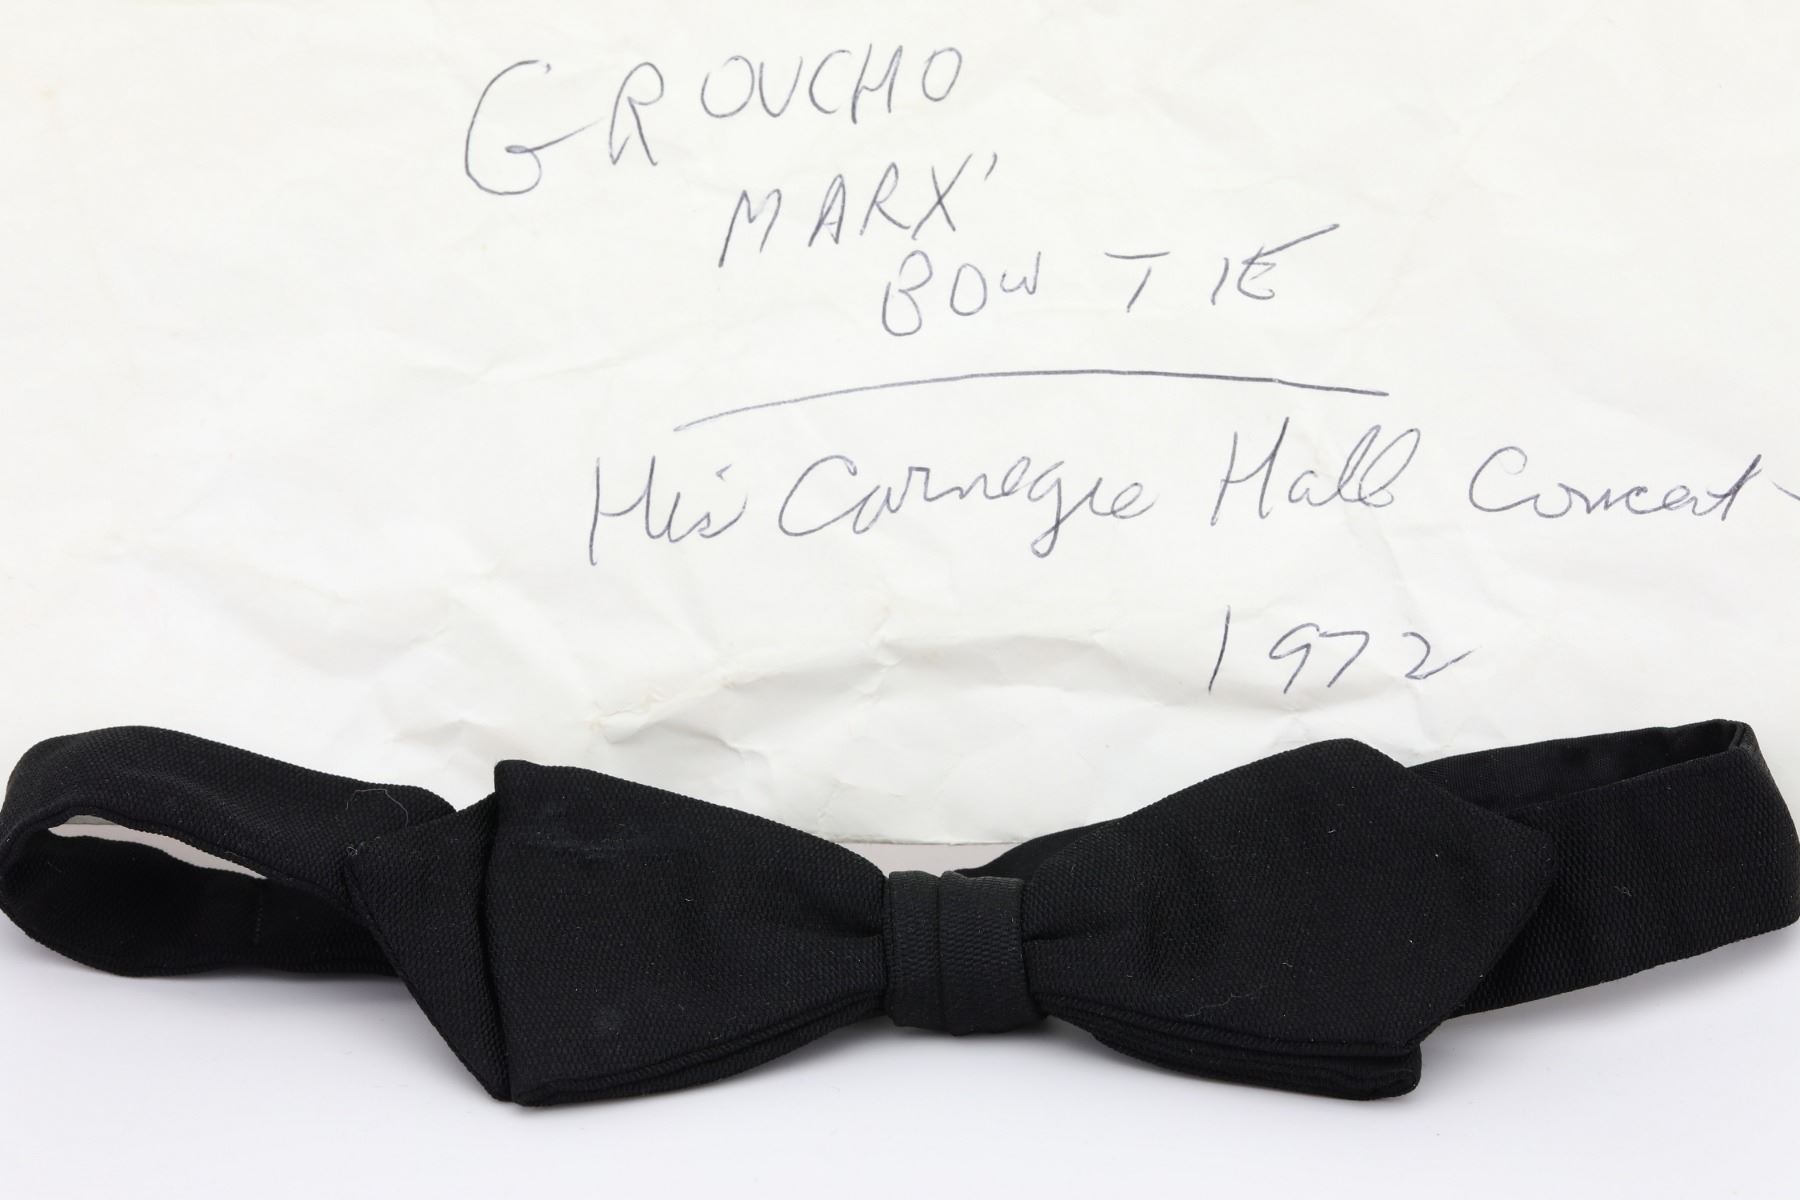 GROUCHO
MARX'
BOW TIE
His Carnegie Hall Concert -
1972